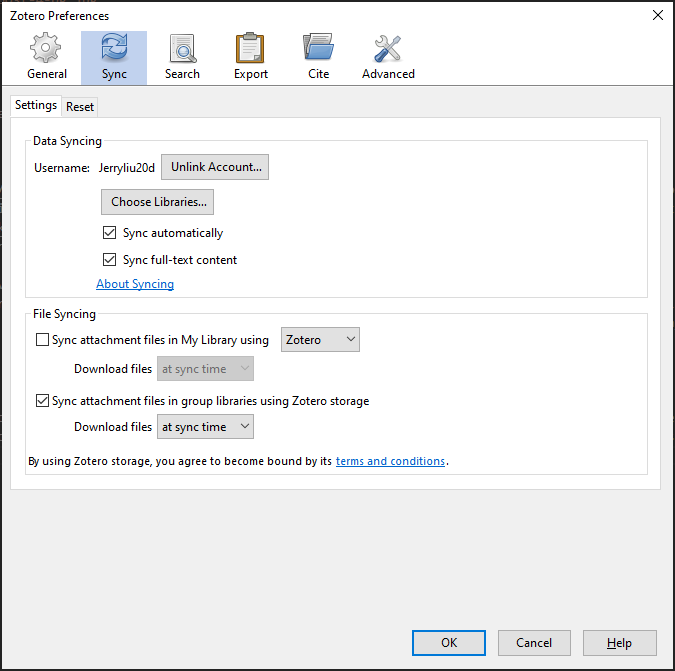 Zotero Preferences
General Sync Search Export Cite Advanced
Settings Reset
Data Syncing
Username: Jerryliu20d Unlink Account...
Choose Libraries...
Sync automatically
Sync full-text content
About Syncing
File Syncing
Sync attachment files in My Library using Zotero
Download files at sync time
Sync attachment files in group libraries using Zotero storage
Download files at sync time
By using Zotero storage, you agree to become bound by its terms and conditions.
OK Cancel Help